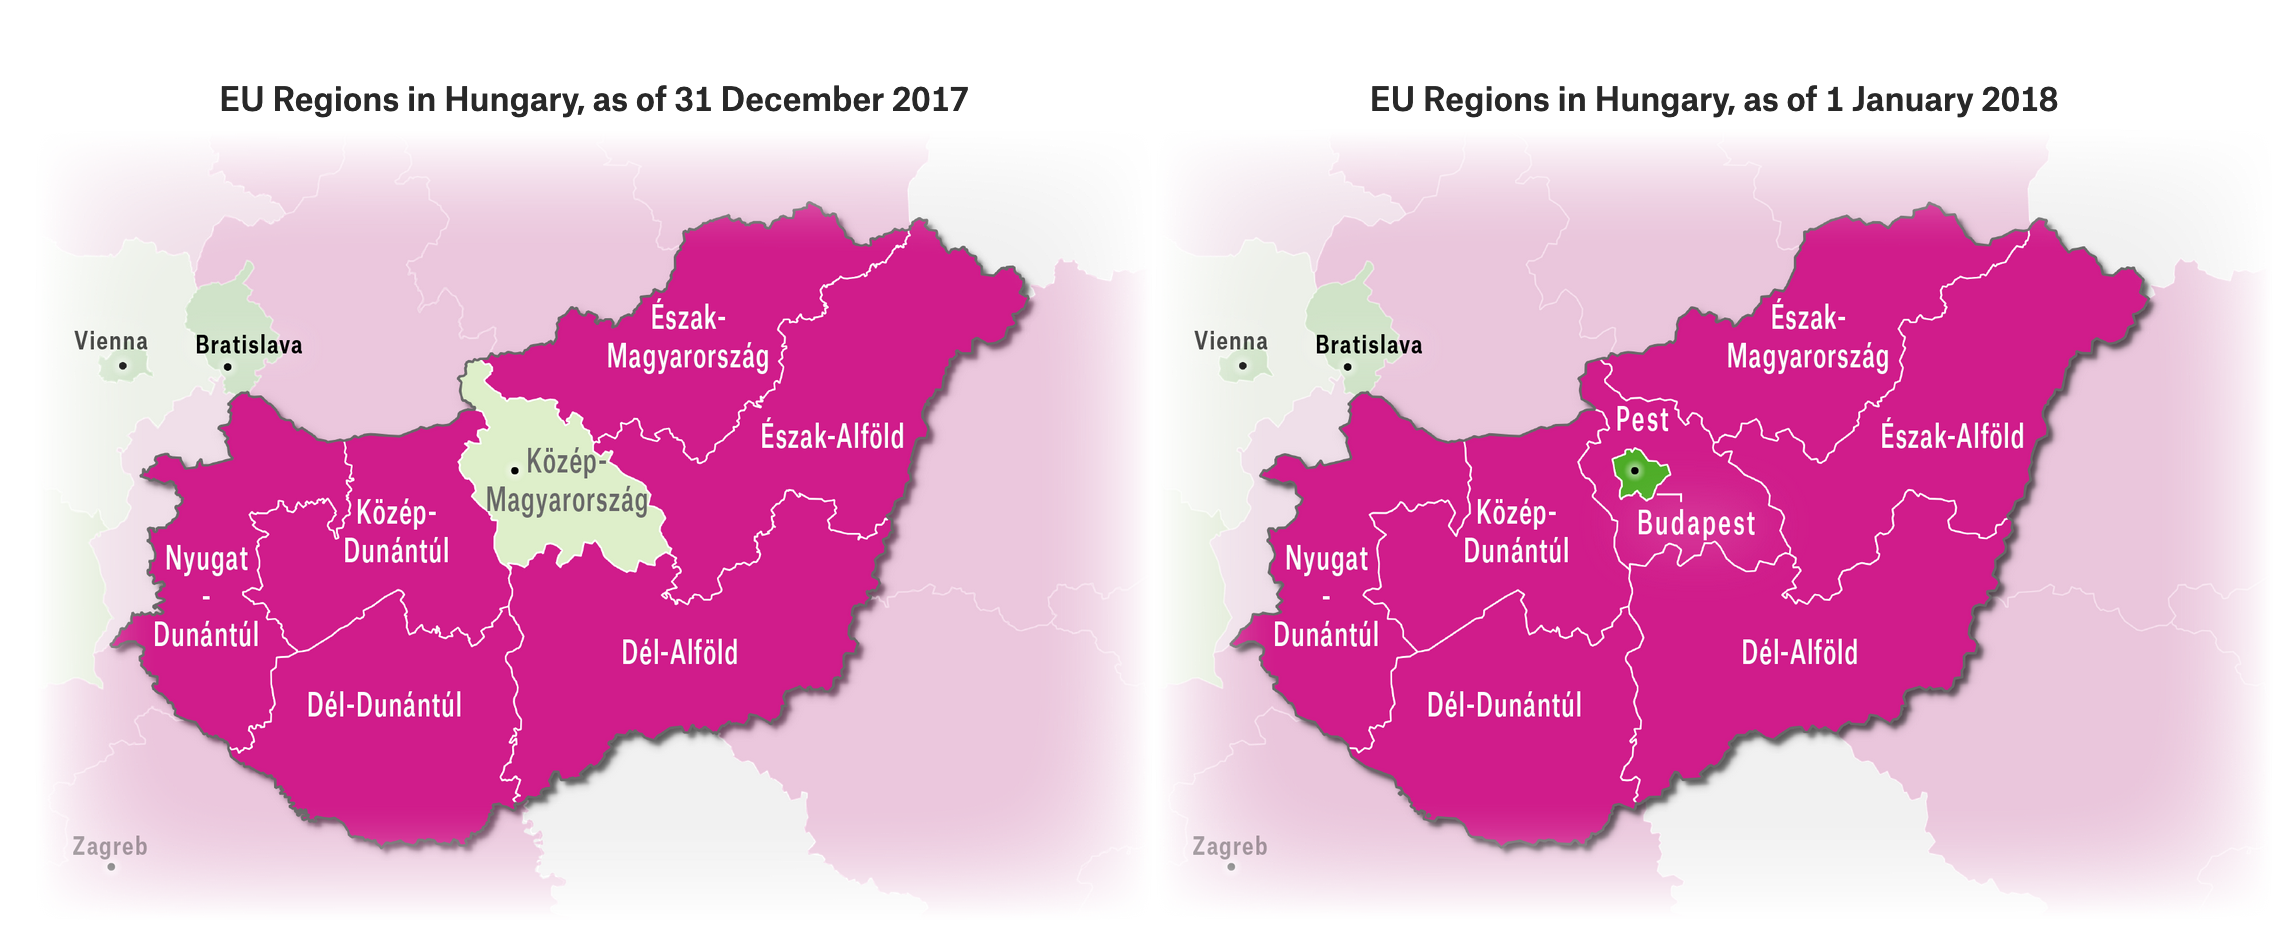 EU Regions in Hungary, as of 31 December 2017
Vienna
Bratislava
Észak-
Magyarország
Észak-Alföld
Közép-
Magyarország
Közép-
Dunántúl
Nyugat
-
Dunántúl
Dél-Alföld
Dél-Dunántúl
Zagreb
EU Regions in Hungary, as of 1 January 2018
Vienna
Bratislava
Észak-
Magyarország
Pest
Észak-Alföld
Budapest
Közép-
Dunántúl
Nyugat
-
Dunántúl
Dél-Alföld
Dél-Dunántúl
Zagreb